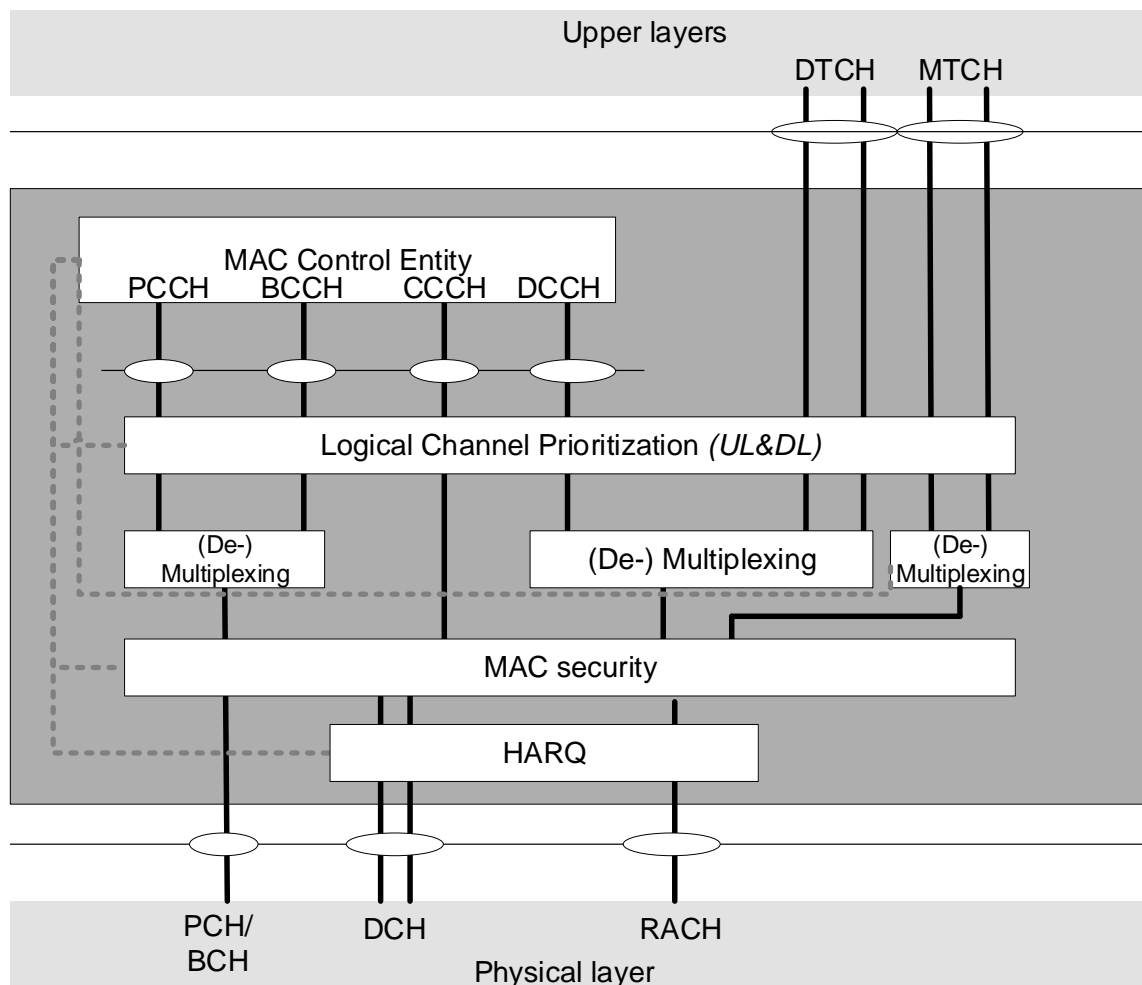 Upper layers
DTCH MTCH
MAC Control Entity
PCCH BCCH CCCH DCCH
Logical Channel Prioritization (UL&DL)
(De-)
Multiplexing
(De-) Multiplexing
(De-)
Multiplexing
MAC security
HARQ
PCH/
BCH
DCH
RACH
Physical layer